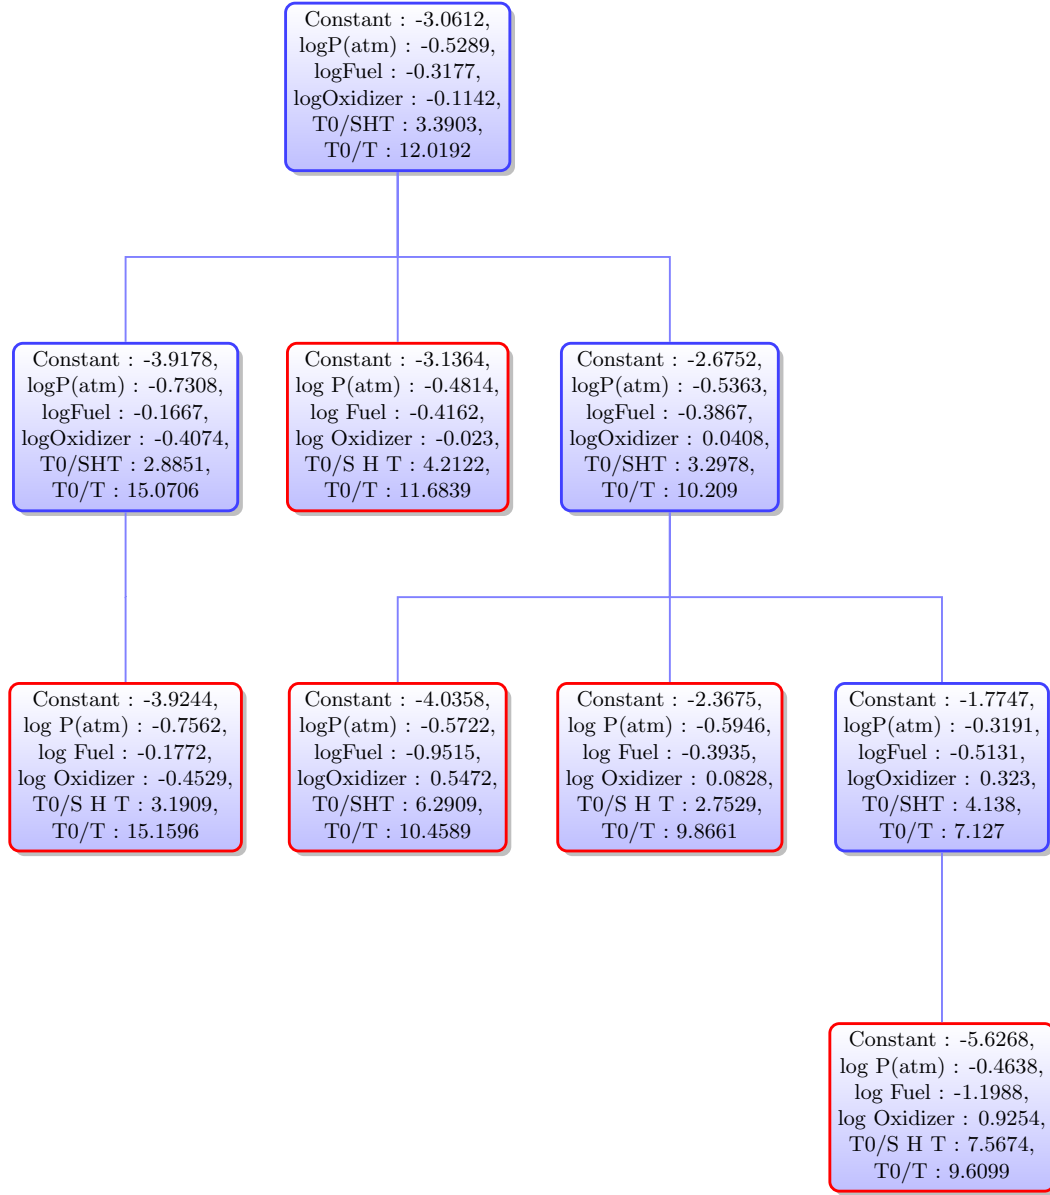 Constant : -3.0612,
logP(atm) : -0.5289,
logFuel : -0.3177,
logOxidizer : -0.1142,
T0/SHT : 3.3903,
T0/T : 12.0192
Constant : -3.9178,
logP(atm) : -0.7308,
logFuel : -0.1667,
logOxidizer : -0.4074,
T0/SHT : 2.8851,
T0/T : 15.0706
Constant : -3.1364,
log P(atm) : -0.4814,
log Fuel : -0.4162,
log Oxidizer : -0.023,
T0/S H T : 4.2122,
T0/T : 11.6839
Constant : -2.6752,
logP(atm) : -0.5363,
logFuel : -0.3867,
logOxidizer : 0.0408,
T0/SHT : 3.2978,
T0/T : 10.209
Constant : -3.9244,
log P(atm) : -0.7562,
log Fuel : -0.1772,
log Oxidizer : -0.4529,
T0/S H T : 3.1909,
T0/T : 15.1596
Constant : -4.0358,
logP(atm) : -0.5722,
logFuel : -0.9515,
logOxidizer : 0.5472,
T0/SHT : 6.2909,
T0/T : 10.4589
Constant : -2.3675,
log P(atm) : -0.5946,
log Fuel : -0.3935,
log Oxidizer : 0.0828,
T0/S H T : 2.7529,
T0/T : 9.8661
Constant : -1.7747,
logP(atm) : -0.3191,
logFuel : -0.5131,
logOxidizer : 0.323,
T0/SHT : 4.138,
T0/T : 7.127
Constant : -5.6268,
log P(atm) : -0.4638,
log Fuel : -1.1988,
log Oxidizer : 0.9254,
T0/S H T : 7.5674,
T0/T : 9.6099